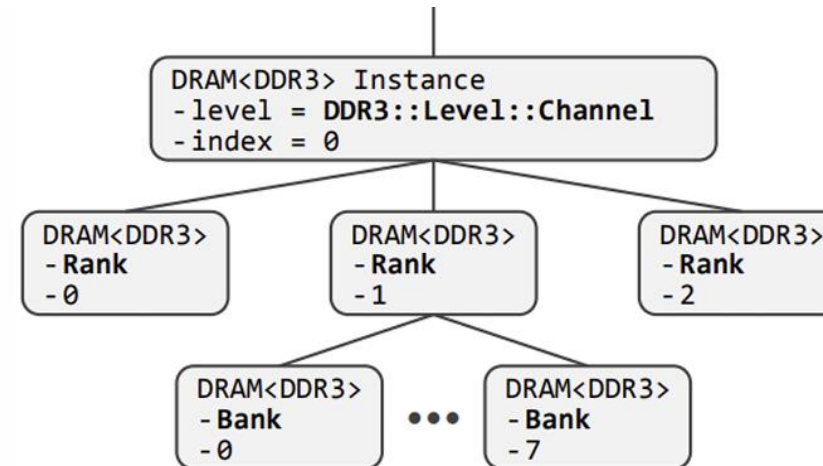 DRAM<DDR3> Instance
-level = DDR3::Level::Channel
-index = 0
DRAM<DDR3>
-Rank
-0
DRAM<DDR3>
-Rank
-1
DRAM<DDR3>
-Rank
-2
DRAM<DDR3>
-Bank
-0
•••
DRAM<DDR3>
-Bank
-7